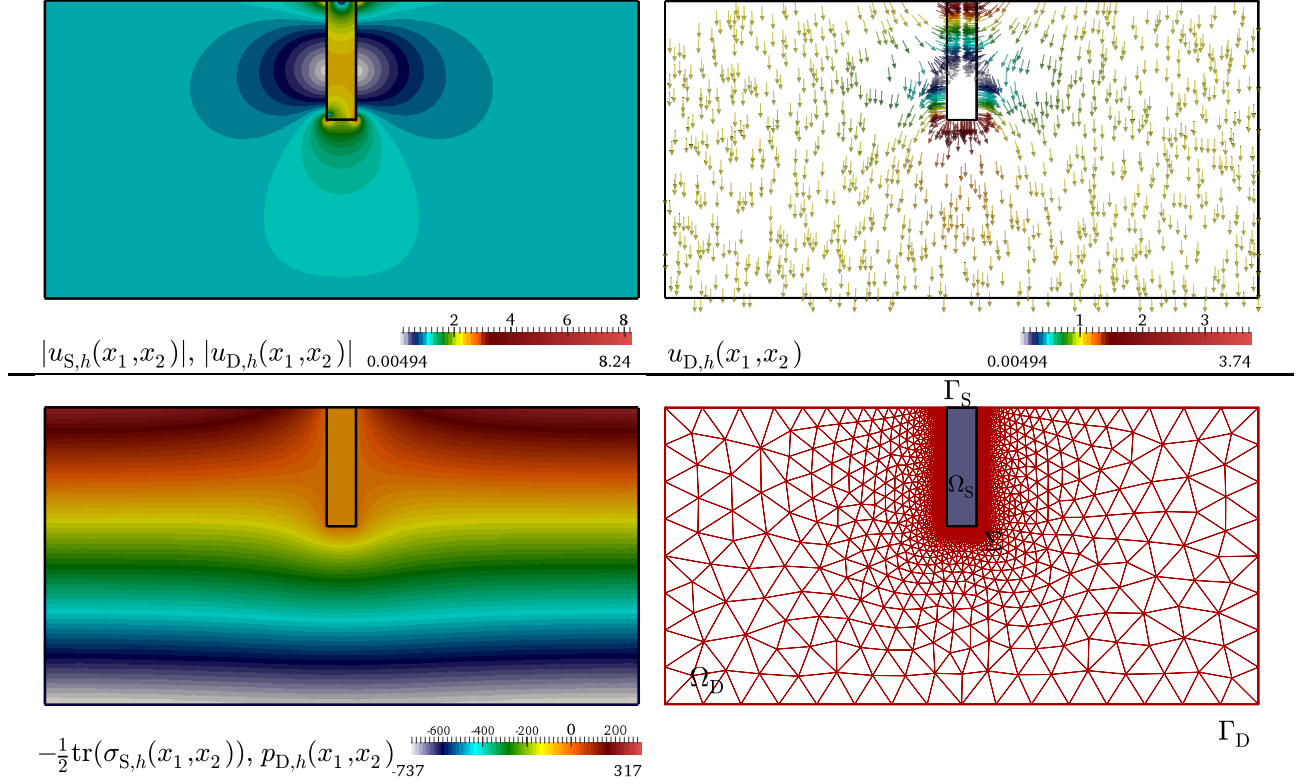 2 4 6 8
|u_{S,h}(x_1,x_2)|, |u_{D,h}(x_1,x_2)|
0.00494 8.24
1 2 3
u_{D,h}(x_1,x_2)
0.00494 3.74
Γ_S
Ω_S
Σ
Ω_D
Γ_D
-600 -400 -200 0 200
-½tr(σ_{S,h}(x_1,x_2)), p_{D,h}(x_1,x_2)
-737 317